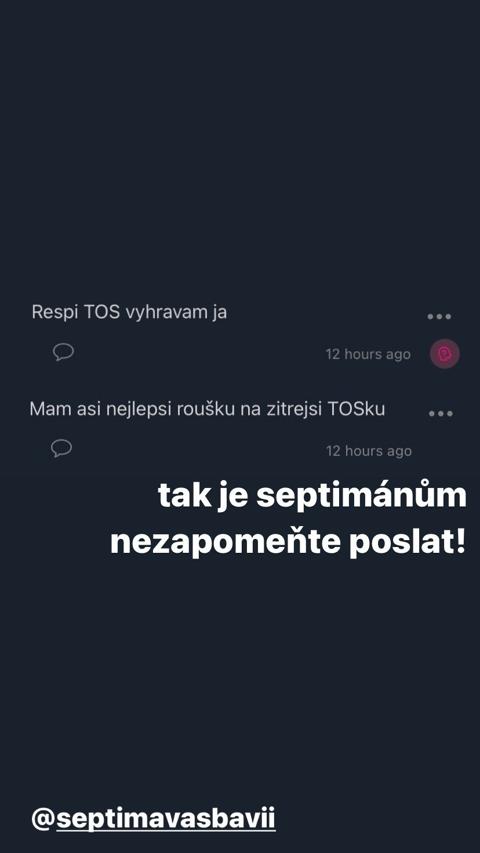 Respi TOS vyhravam ja
12 hours ago
Mam asi nejlepsi roušku na zitrejsi TOSku
12 hours ago
tak je septimánům
nezapomeňte poslat!
@septimavasbavii